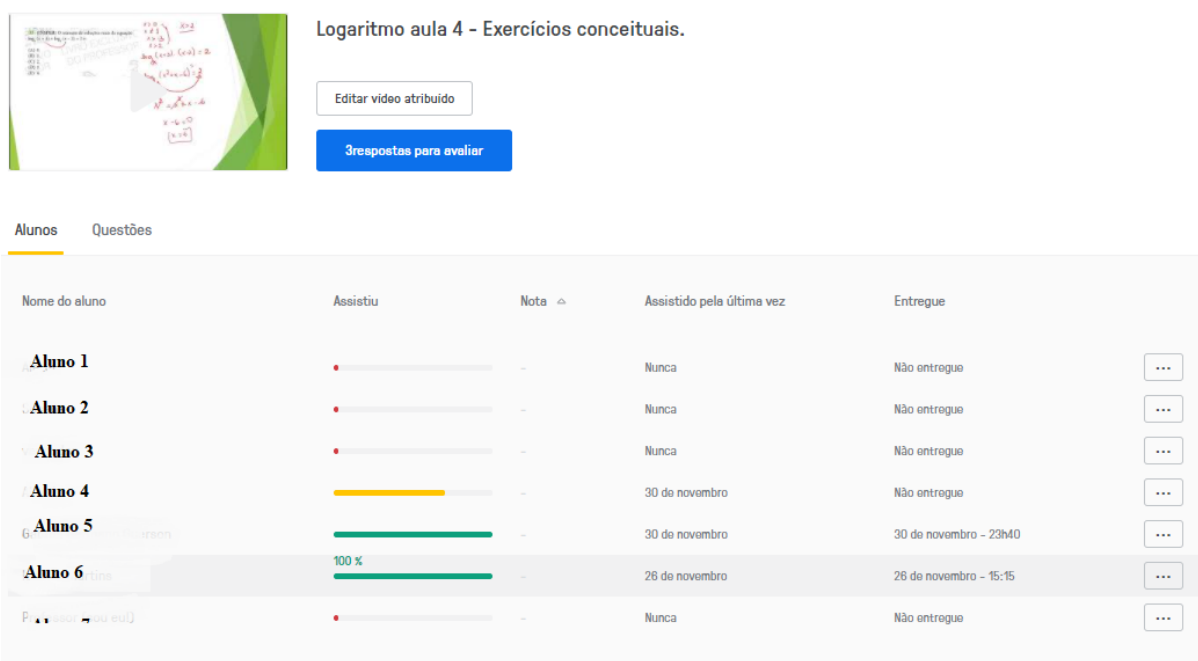 Logaritmo aula 4 - Exercícios conceituais.
Editar vídeo atribuído
3respostas para avaliar
Alunos Questões
Nome do aluno Assistiu Nota Assistido pela última vez Entregue
Aluno 1 – Nunca Não entregue ...
Aluno 2 – Nunca Não entregue ...
Aluno 3 – Nunca Não entregue ...
Aluno 4 – 30 de novembro Não entregue ...
Aluno 5 – 30 de novembro 30 de novembro - 23h40 ...
100 %
Aluno 6 – 26 de novembro 26 de novembro - 15:15 ...
– Nunca Não entregue ...